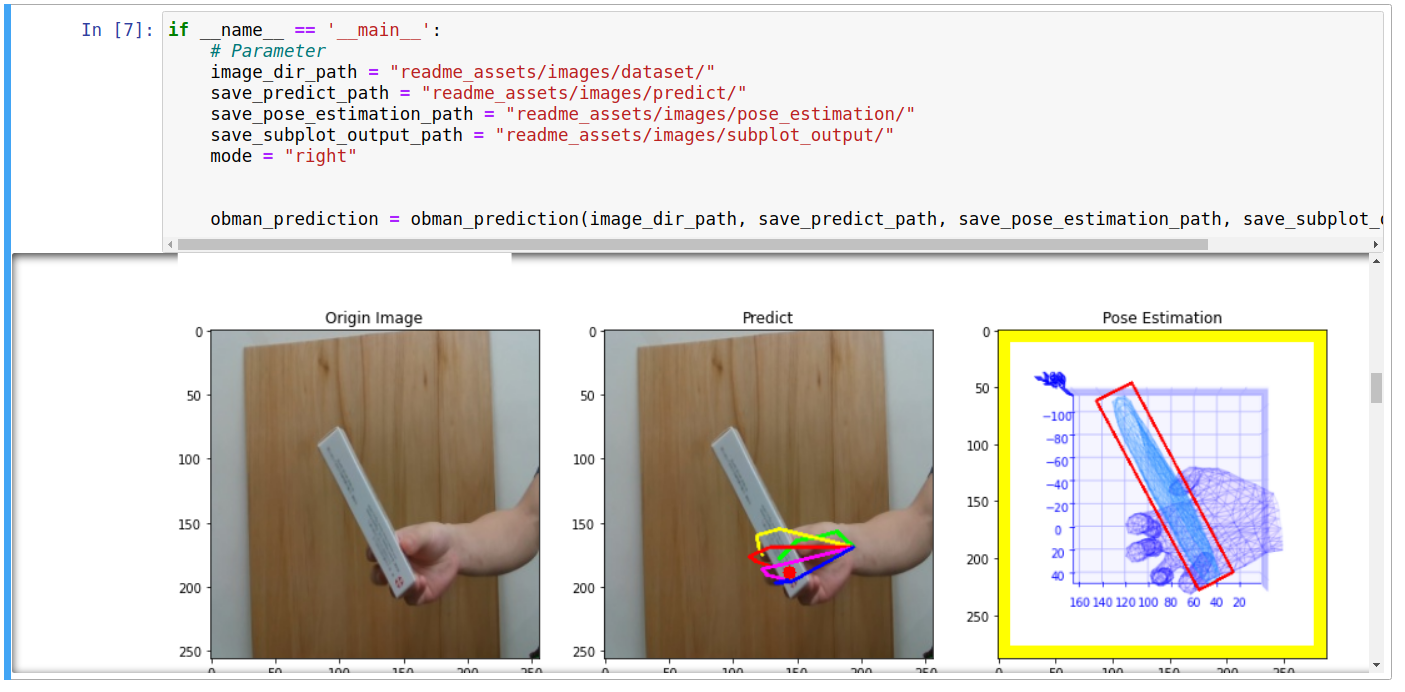 In [7]:
if __name__ == '__main__':
# Parameter
image_dir_path = "readme_assets/images/dataset/"
save_predict_path = "readme_assets/images/predict/"
save_pose_estimation_path = "readme_assets/images/pose_estimation/"
save_subplot_output_path = "readme_assets/images/subplot_output/"
mode = "right"
obman_prediction = obman_prediction(image_dir_path, save_predict_path, save_pose_estimation_path, save_subplot_
Origin Image
0
50
100
150
200
250
0 50 100 150 200 250
Predict
0
50
100
150
200
250
0 50 100 150 200 250
Pose Estimation
0
50
100
150
200
250
−100
−80
−60
−40
−20
0
20
40
160 140 120 100 80 60 40 20
0 50 100 150 200 250